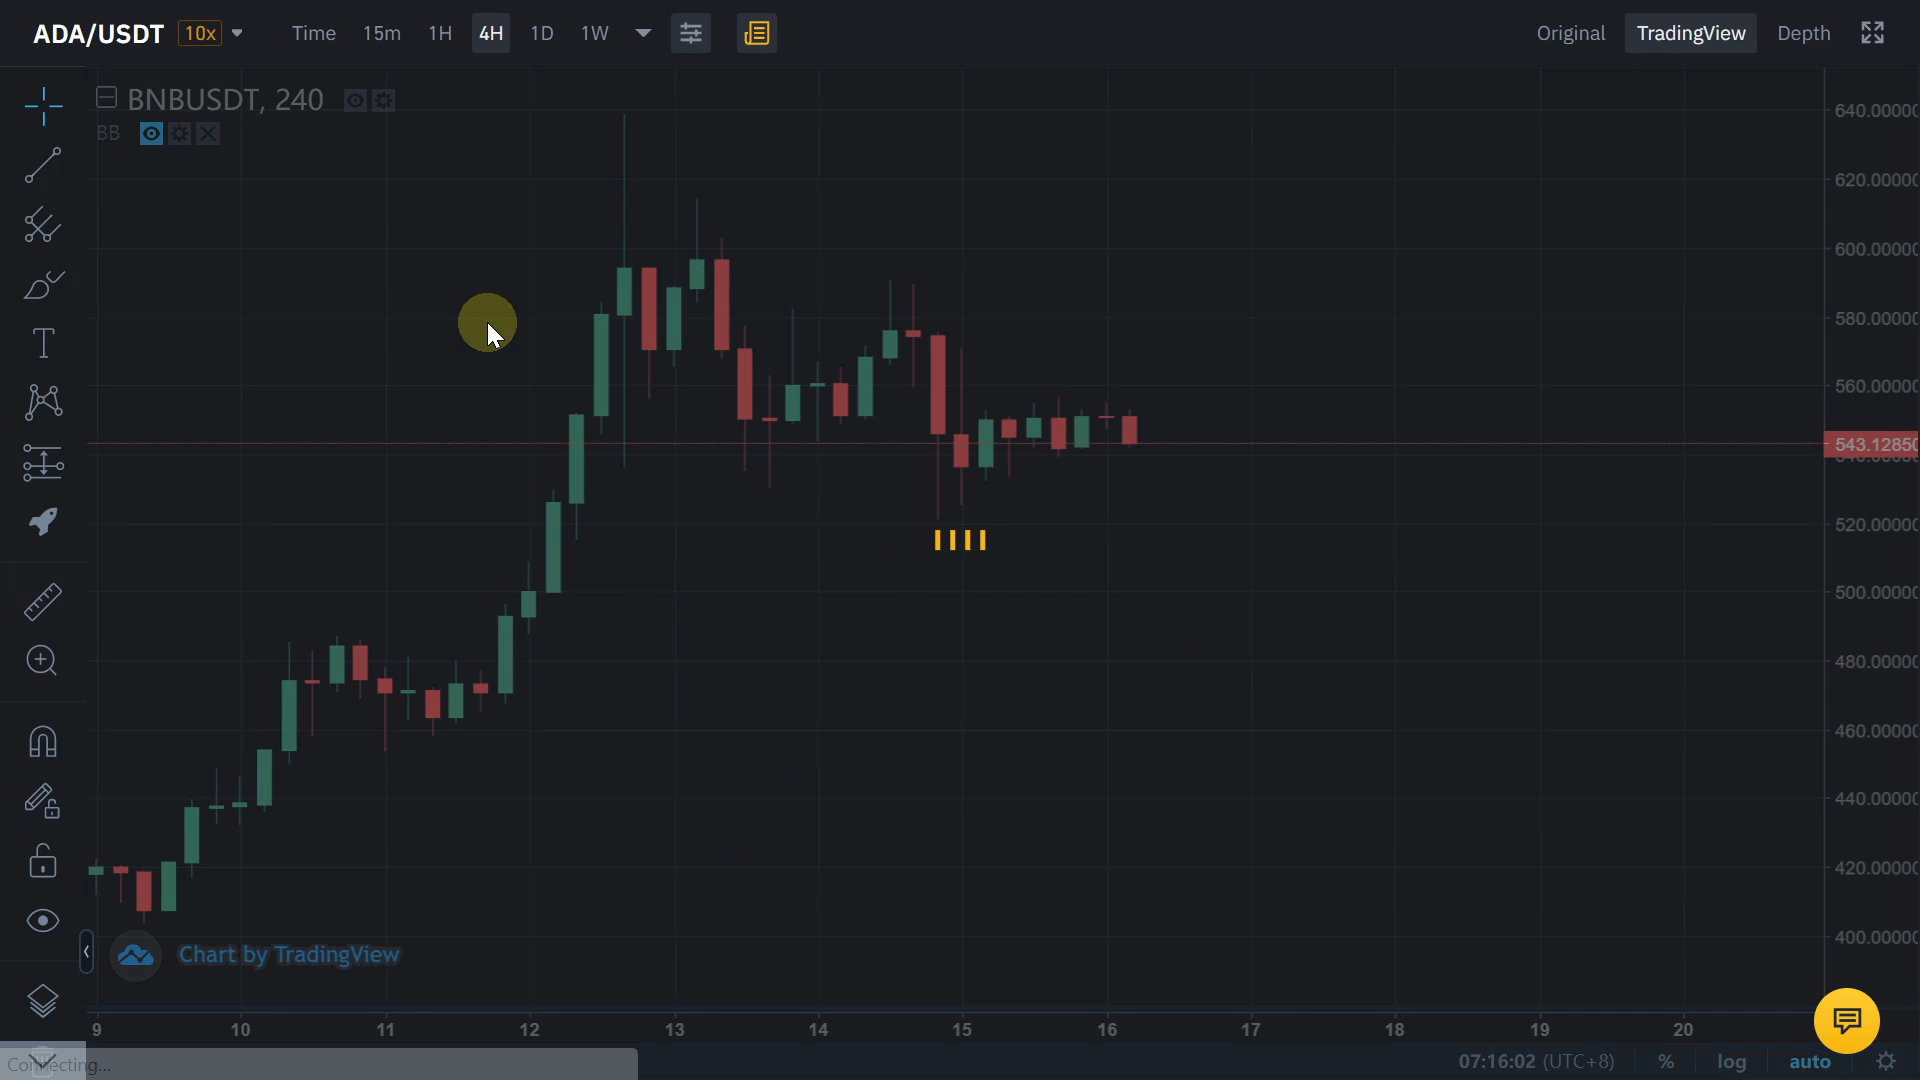 ADA/USDT 10x Time 15m 1H 4H 1D 1W Original TradingView Depth
BNBUSDT, 240
BB
640.00000
620.00000
600.00000
580.00000
560.00000
543.12850
520.00000
500.00000
480.00000
460.00000
440.00000
420.00000
400.00000
Chart by TradingView
9 10 11 12 13 14 15 16 17 18 19 20
Connecting...
07:16:02 (UTC+8) % log auto